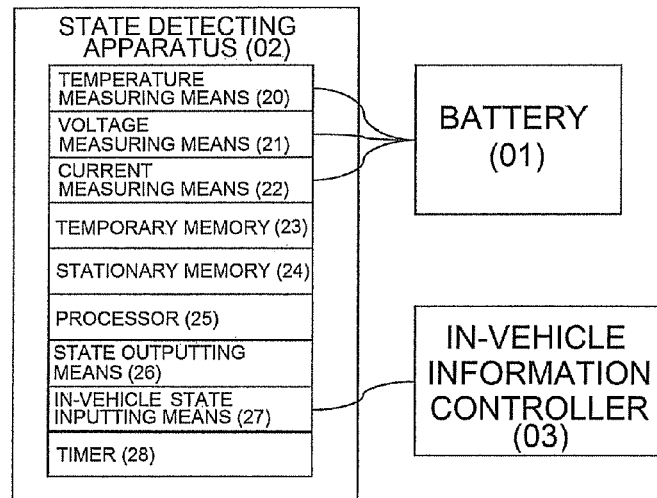 STATE DETECTING
APPARATUS (02)
TEMPERATURE
MEASURING MEANS (20)
VOLTAGE
MEASURING MEANS (21)
CURRENT
MEASURING MEANS (22)
TEMPORARY MEMORY (23)
STATIONARY MEMORY (24)
PROCESSOR (25)
STATE OUTPUTTING
MEANS (26)
IN-VEHICLE STATE
INPUTTING MEANS (27)
TIMER (28)
BATTERY
(01)
IN-VEHICLE
INFORMATION
CONTROLLER
(03)